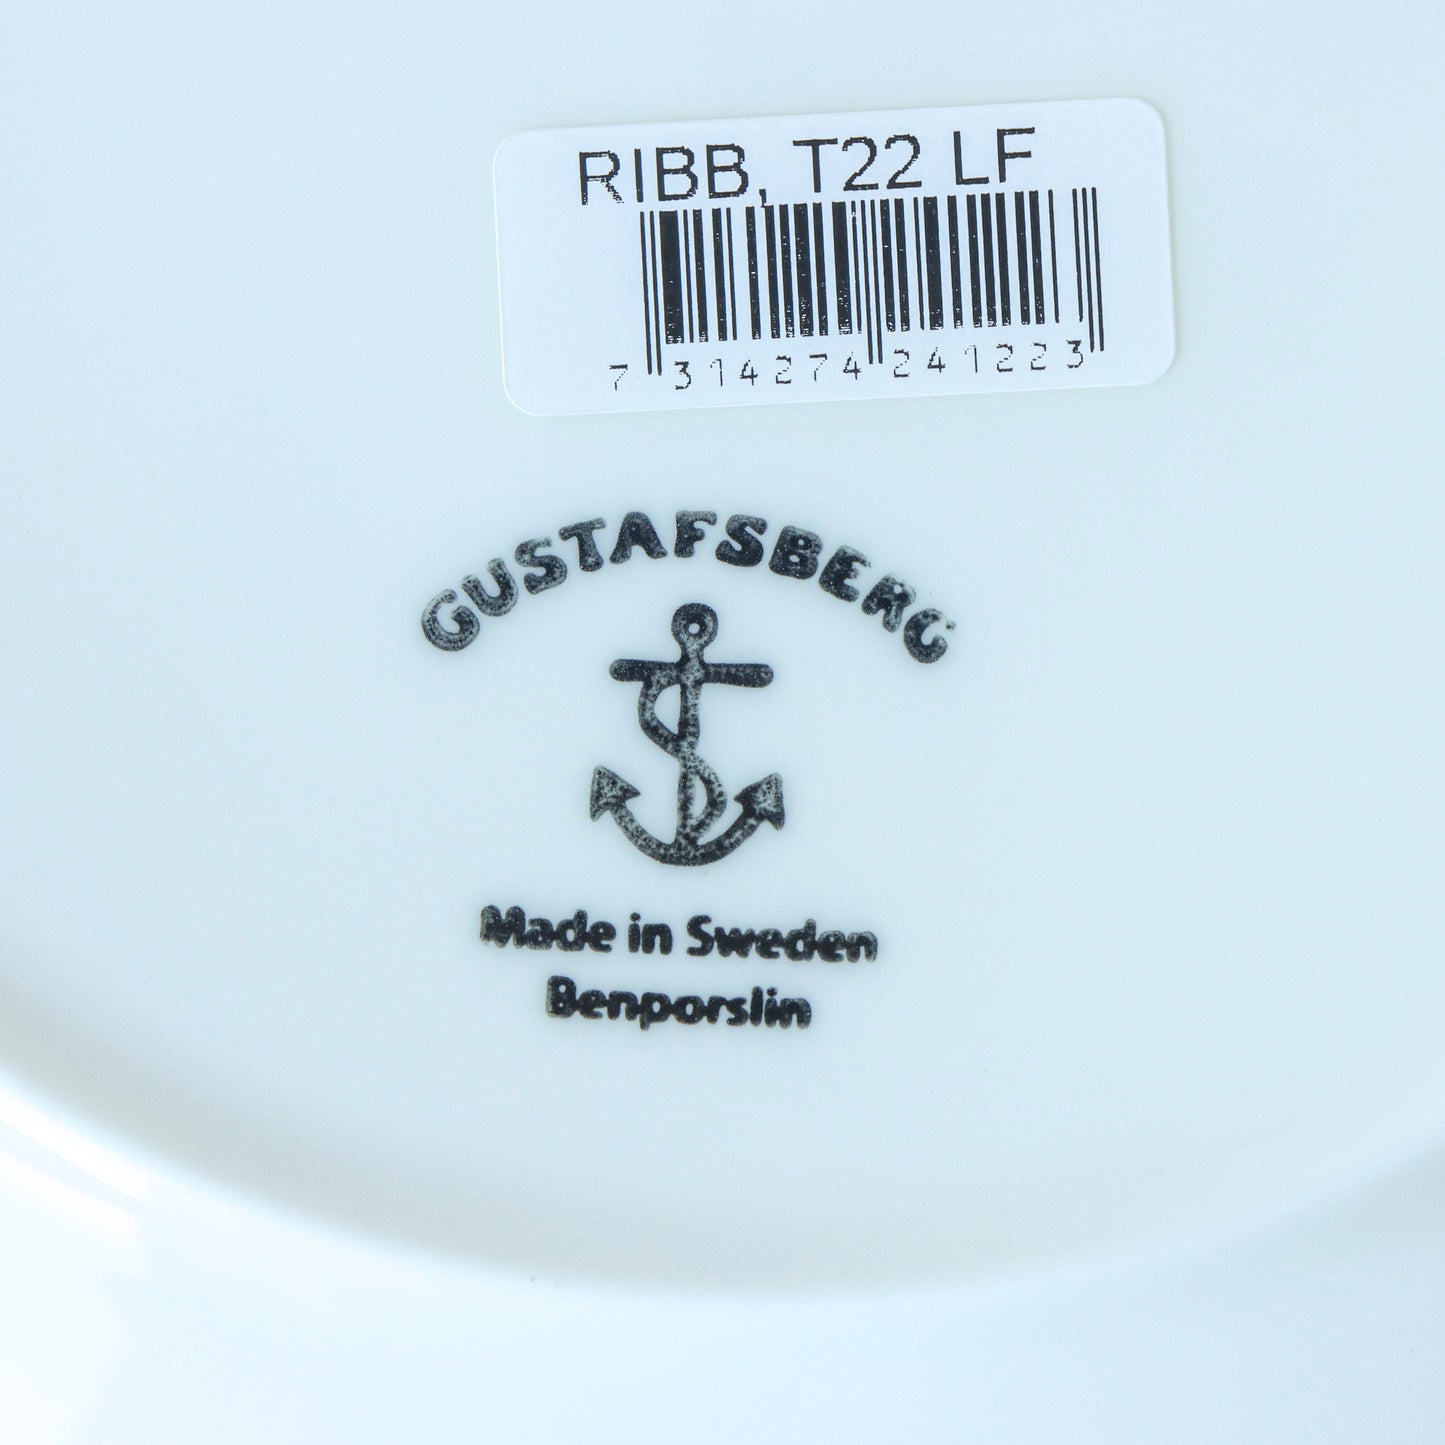 RIBB, T22 LF
7 314274 241223
GUSTAFSBERG
Made in Sweden
Benporslin